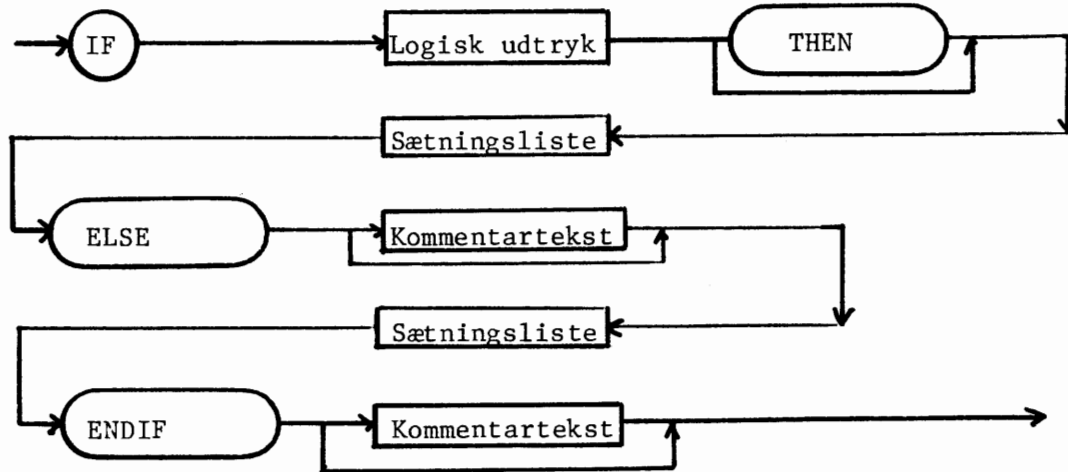 IF Logisk udtryk THEN
Sætningsliste
ELSE Kommentartekst
Sætningsliste
ENDIF Kommentartekst